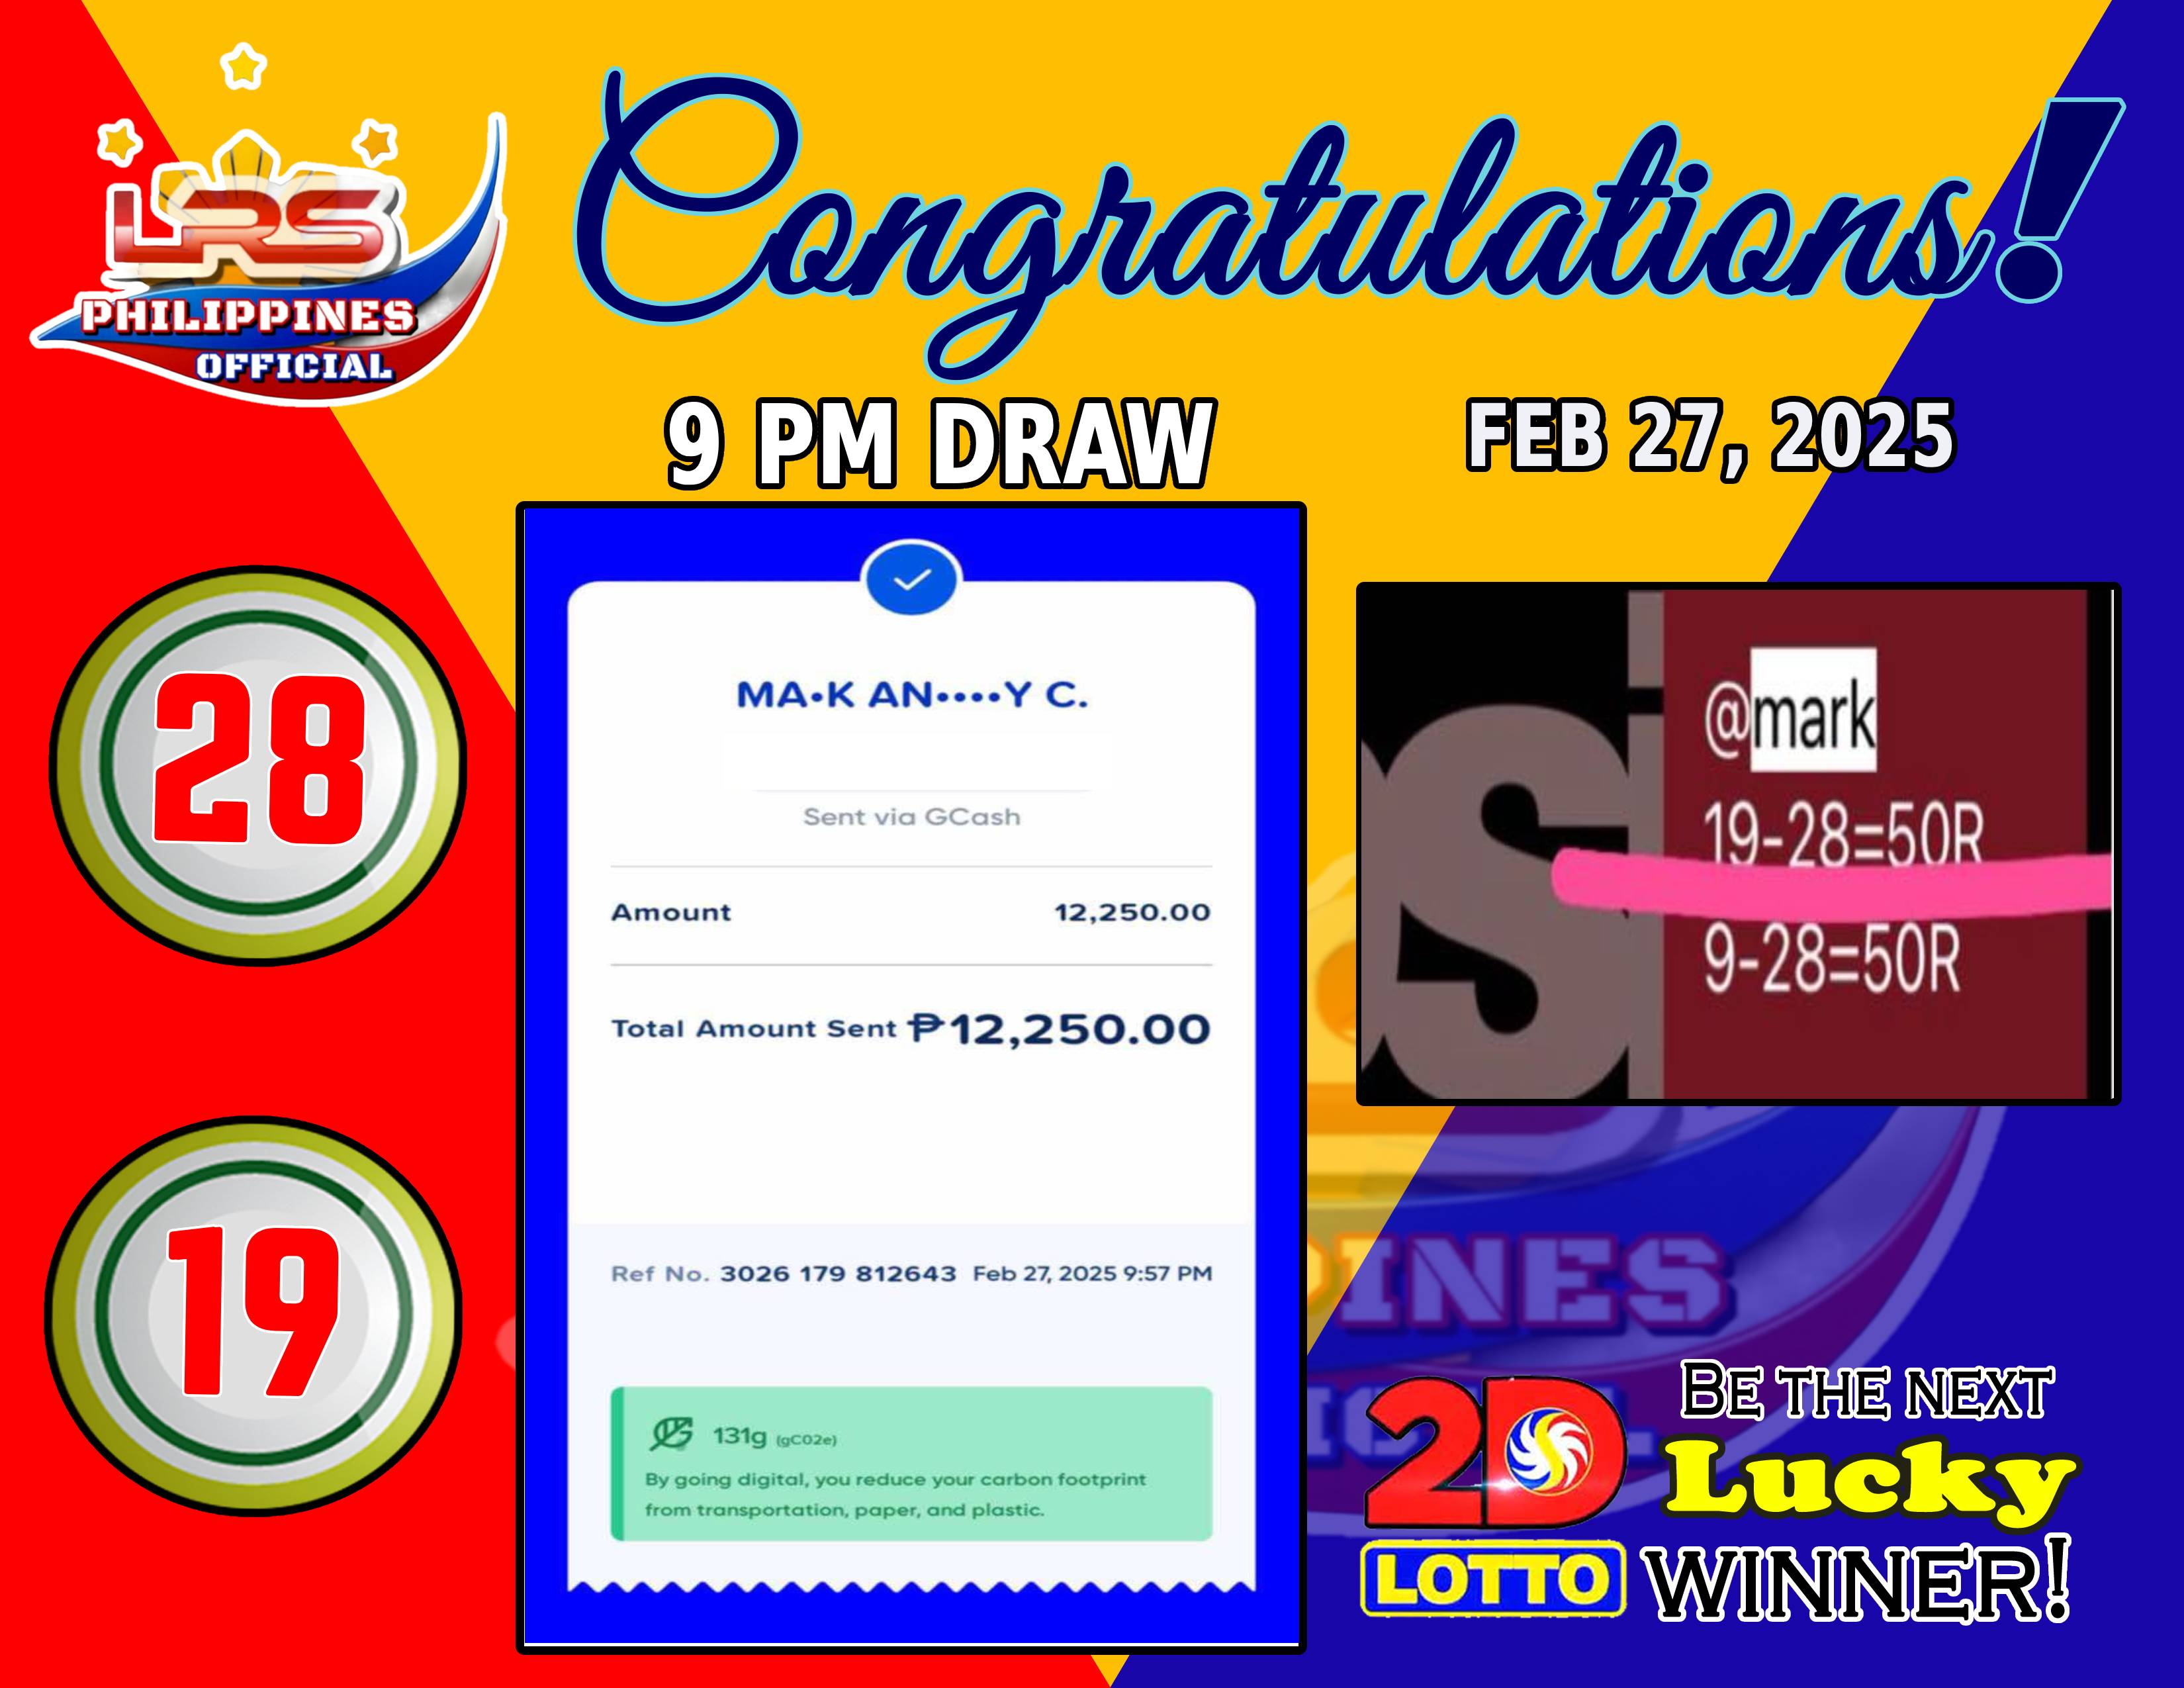 LRS
PHILIPPINES
OFFICIAL
Congratulations!
9 PM DRAW
FEB 27, 2025
28
19
MA•K AN••••Y C.
Sent via GCash
Amount 12,250.00
Total Amount Sent ₱12,250.00
Ref No. 3026 179 812643 Feb 27, 2025 9:57 PM
131g (gCO2e)
By going digital, you reduce your carbon footprint
from transportation, paper, and plastic.
@mark
19-28=50R
9-28=50R
PINES
2D
LOTTO
BE THE NEXT
Lucky
WINNER!